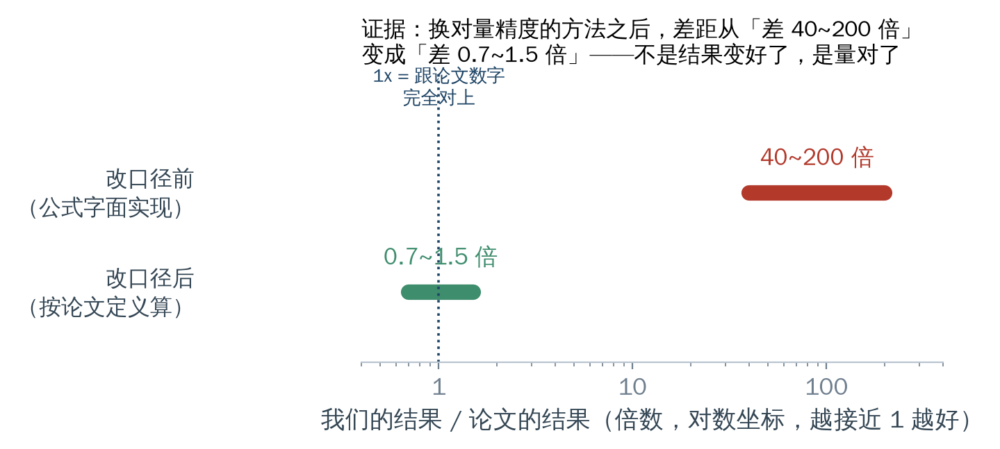 证据：换对量精度的方法之后，差距从「差 40~200 倍」
变成「差 0.7~1.5 倍」——不是结果变好了，是量对了
1x = 跟论文数字
完全对上
40~200 倍
改口径前
（公式字面实现）
0.7~1.5 倍
改口径后
（按论文定义算）
1
10
100
我们的结果 / 论文的结果（倍数，对数坐标，越接近 1 越好）